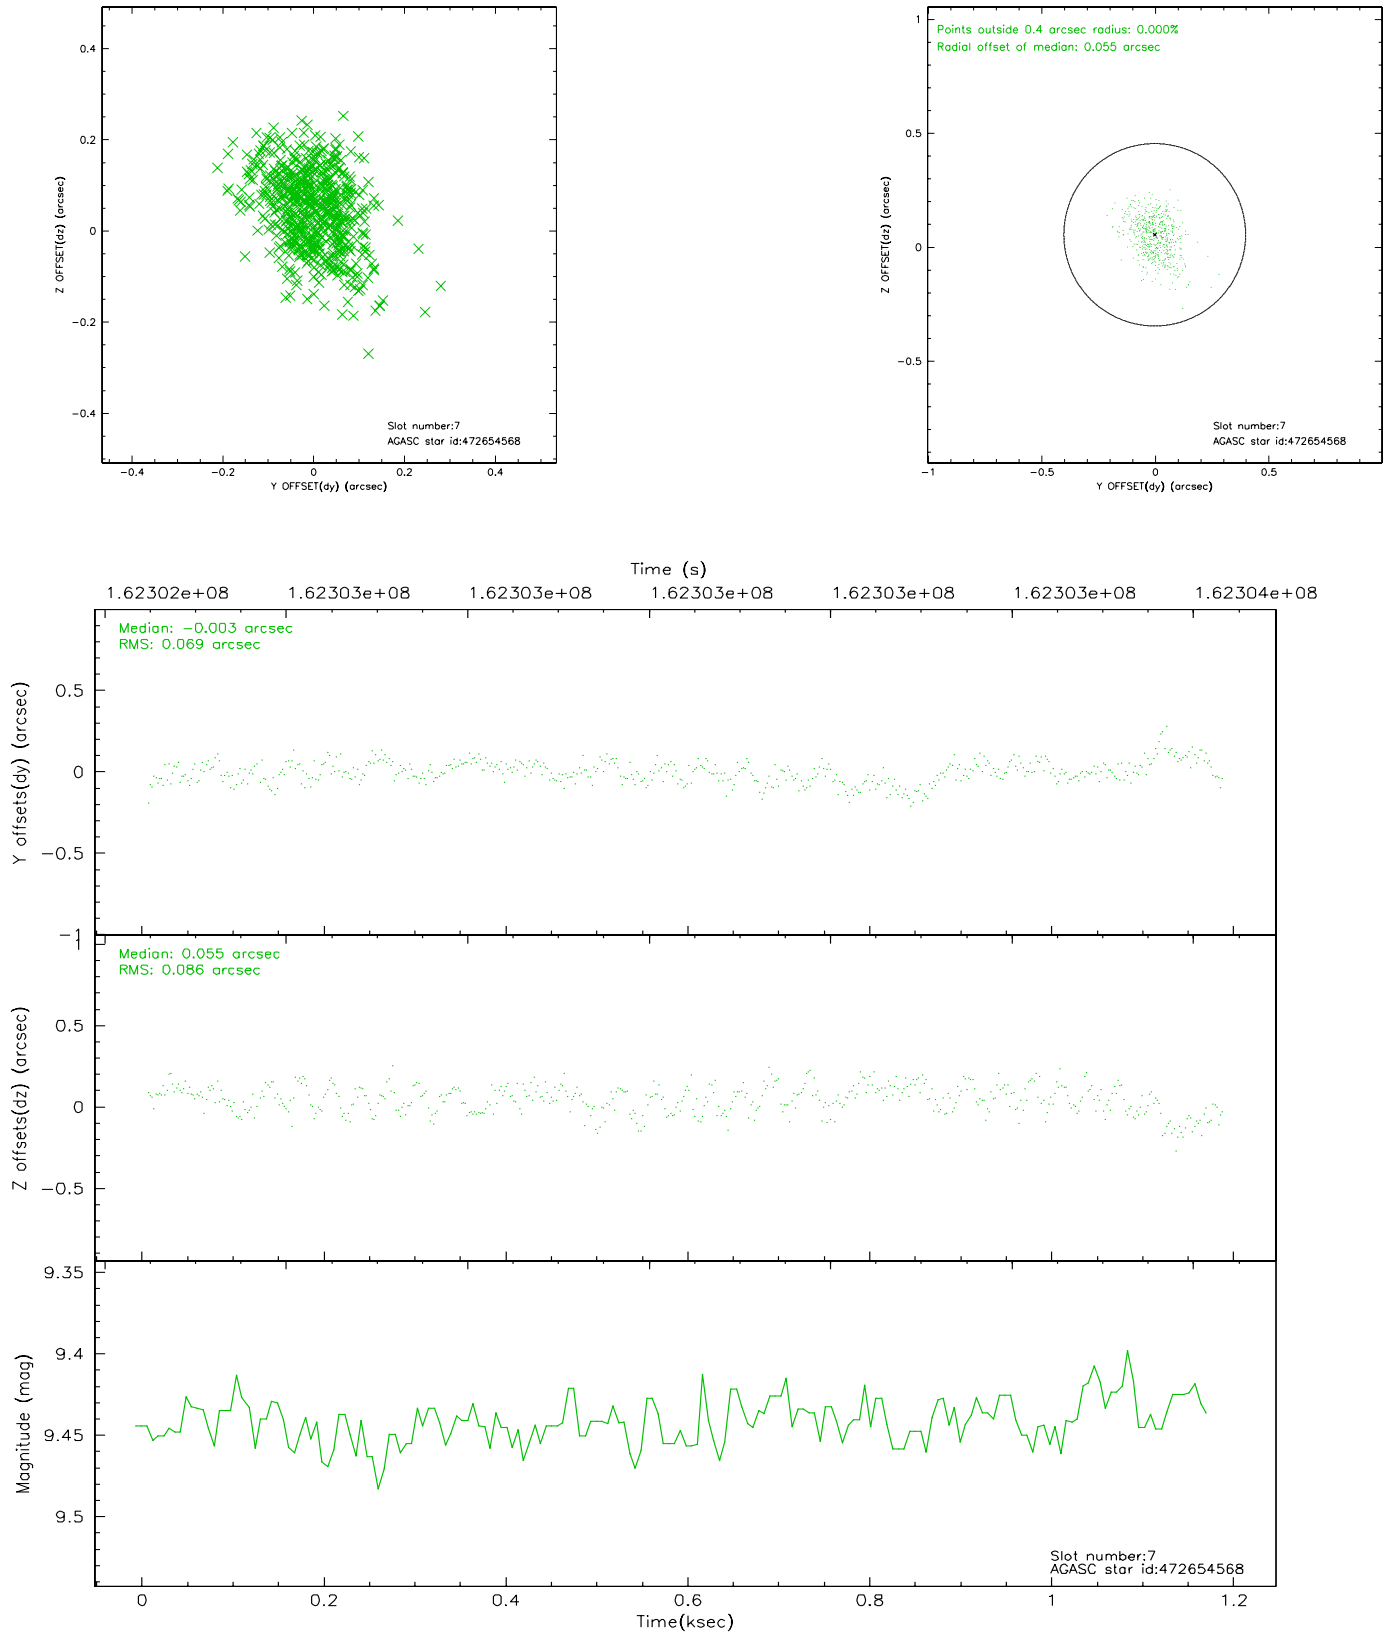 0.4
0.2
0
−0.2
−0.4
Z OFFSET(dz) (arcsec)
−0.4
−0.2
0
0.2
0.4
Y OFFSET(dy) (arcsec)
Slot number:7
AGASC star id:472654568
Points outside 0.4 arcsec radius: 0.000%
Radial offset of median: 0.055 arcsec
1
0.5
0
−0.5
Z OFFSET(dz) (arcsec)
−1
−0.5
0
0.5
Y OFFSET(dy) (arcsec)
Slot number:7
AGASC star id:472654568
Time (s)
1.62302e+08
1.62303e+08
1.62303e+08
1.62303e+08
1.62303e+08
1.62303e+08
1.62304e+08
Median: −0.003 arcsec
RMS: 0.069 arcsec
0.5
0
−0.5
−1
Y offsets(dy) (arcsec)
Median: 0.055 arcsec
RMS: 0.086 arcsec
1
0.5
0
−0.5
Z offsets(dz) (arcsec)
9.35
9.4
9.45
9.5
Magnitude (mag)
Slot number:7
AGASC star id:472654568
0
0.2
0.4
0.6
0.8
1
1.2
Time(ksec)